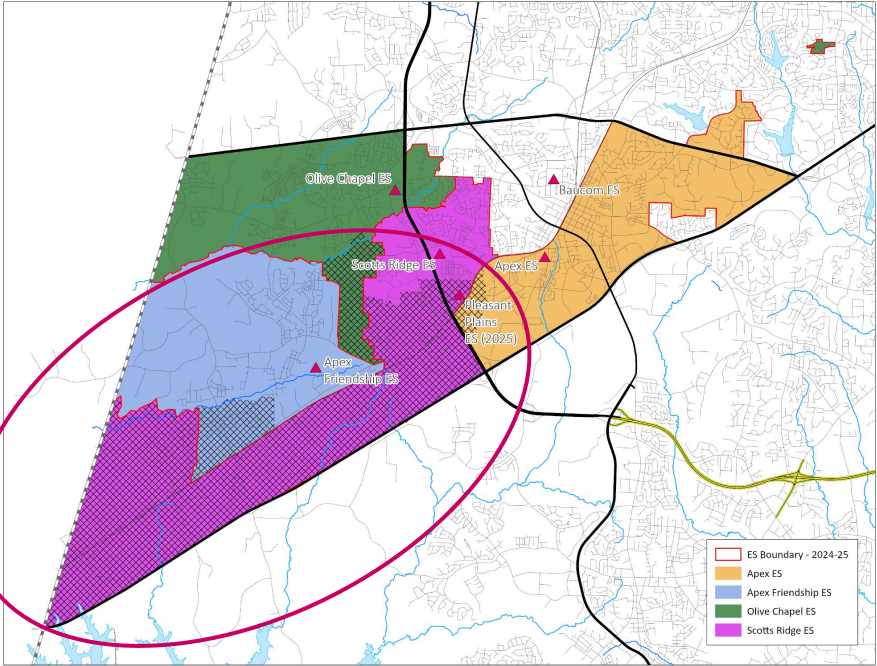 Olive Chapel ES
Baucom ES
Scotts Ridge ES
Apex ES
Pleasant
Plains
ES (2025)
Apex
Friendship ES
ES Boundary - 2024-25
Apex ES
Apex Friendship ES
Olive Chapel ES
Scotts Ridge ES